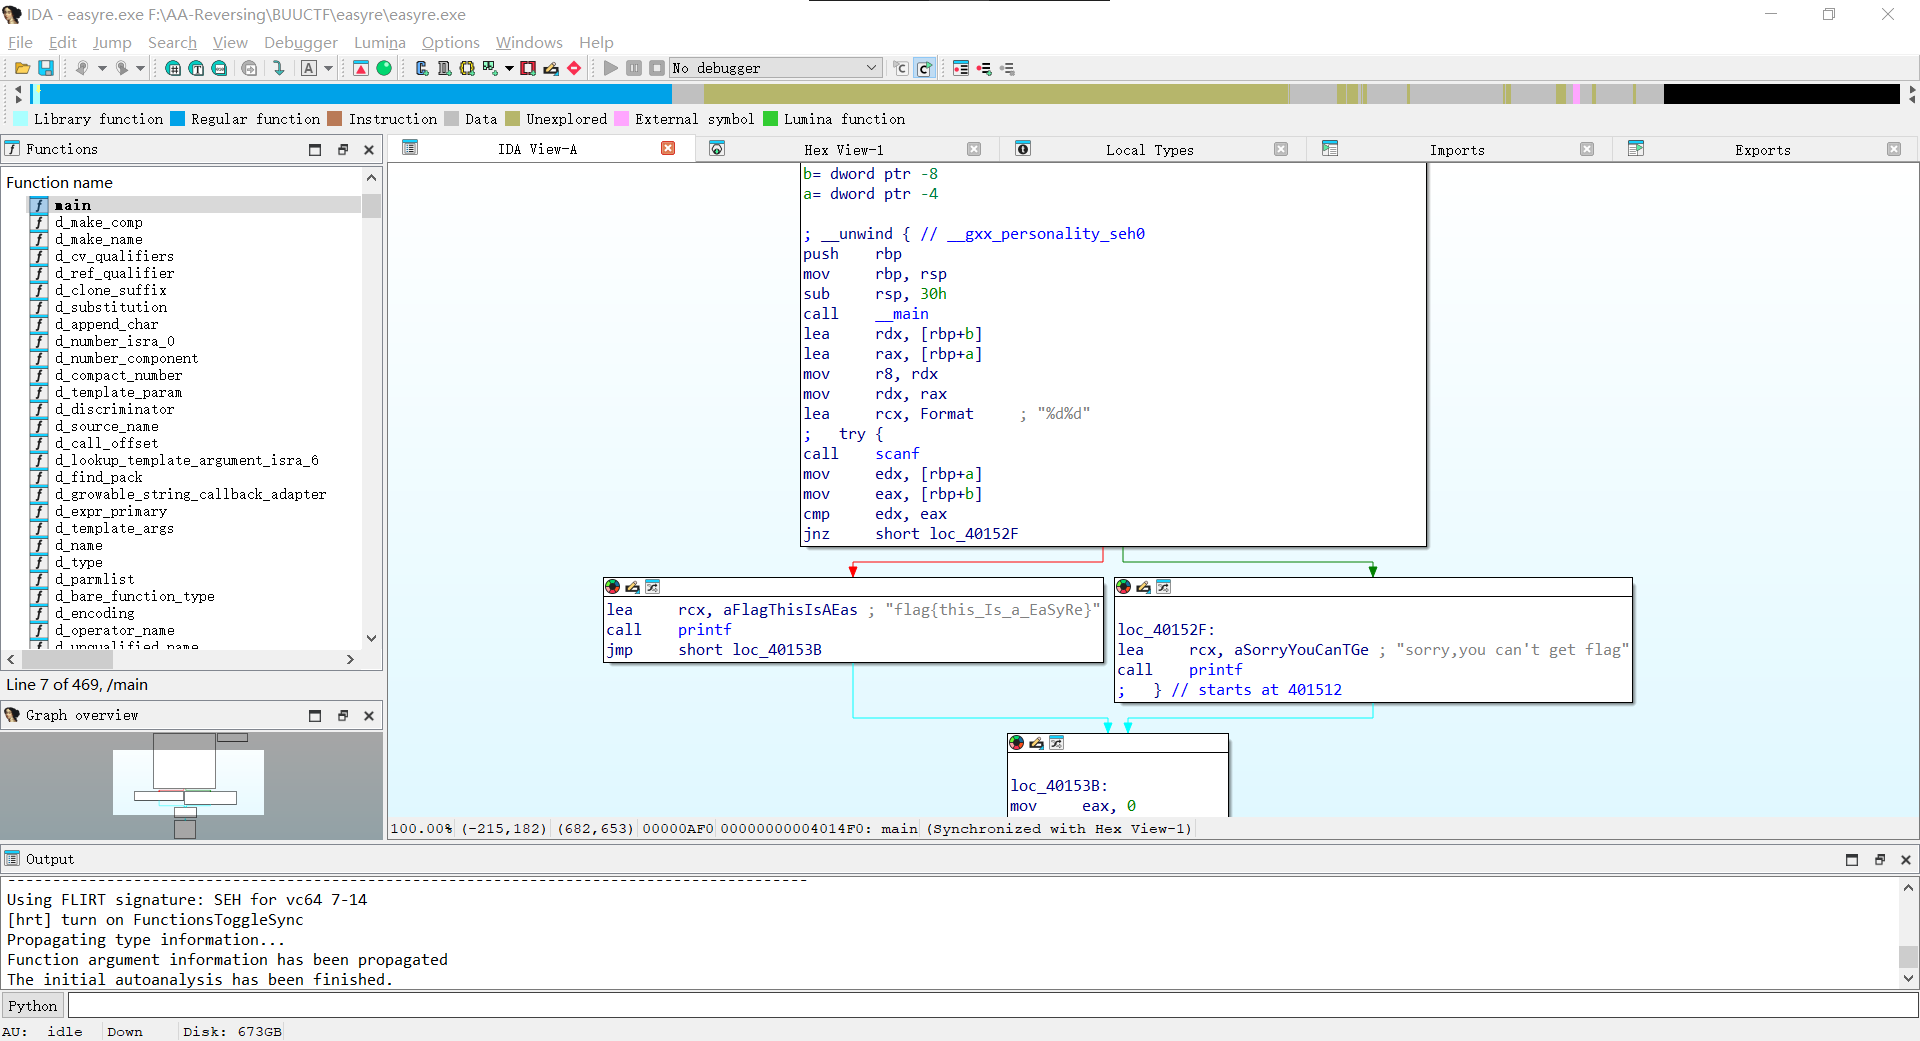 IDA - easyre.exe F:\AA-Reversing\BUUCTF\easyre\easyre.exe
File Edit Jump Search View Debugger Lumina Options Windows Help
No debugger
Library function Regular function Instruction Data Unexplored External symbol Lumina function
Functions
IDA View-A Hex View-1 Local Types Imports Exports
Function name
main
d_make_comp
d_make_name
d_cv_qualifiers
d_ref_qualifier
d_clone_suffix
d_substitution
d_append_char
d_number_isra_0
d_number_component
d_compact_number
d_template_param
d_discriminator
d_source_name
d_call_offset
d_lookup_template_argument_isra_6
d_find_pack
d_growable_string_callback_adapter
d_expr_primary
d_template_args
d_name
d_type
d_parmlist
d_bare_function_type
d_encoding
d_operator_name
d_unqualified_name
Line 7 of 469, /main
Graph overview
b= dword ptr -8
a= dword ptr -4
; __unwind { // __gxx_personality_seh0
push rbp
mov rbp, rsp
sub rsp, 30h
call __main
lea rdx, [rbp+b]
lea rax, [rbp+a]
mov r8, rdx
mov rdx, rax
lea rcx, Format ; "%d%d"
; try {
call scanf
mov edx, [rbp+a]
mov eax, [rbp+b]
cmp edx, eax
jnz short loc_40152F
lea rcx, aFlagThisIsAEas ; "flag{this_Is_a_EaSyRe}"
call printf
jmp short loc_40153B
loc_40152F:
lea rcx, aSorryYouCanTGe ; "sorry,you can't get flag"
call printf
; } // starts at 401512
loc_40153B:
mov eax, 0
100.00% (-215,182) (682,653) 00000AF0 00000000004014F0: main (Synchronized with Hex View-1)
Output
Using FLIRT signature: SEH for vc64 7-14
[hrt] turn on FunctionsToggleSync
Propagating type information...
Function argument information has been propagated
The initial autoanalysis has been finished.
Python
AU: idle Down Disk: 673GB